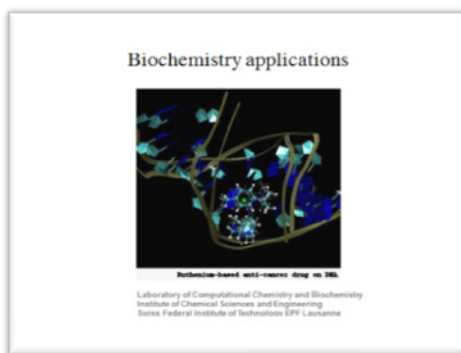 Biochemistry applications
Ruthenium-based anti-cancer drug on DNA
Laboratory of Computational Chemistry and Biochemistry
Institute of Chemical Sciences and Engineering
Swiss Federal Institute of Technology EPF Lausanne